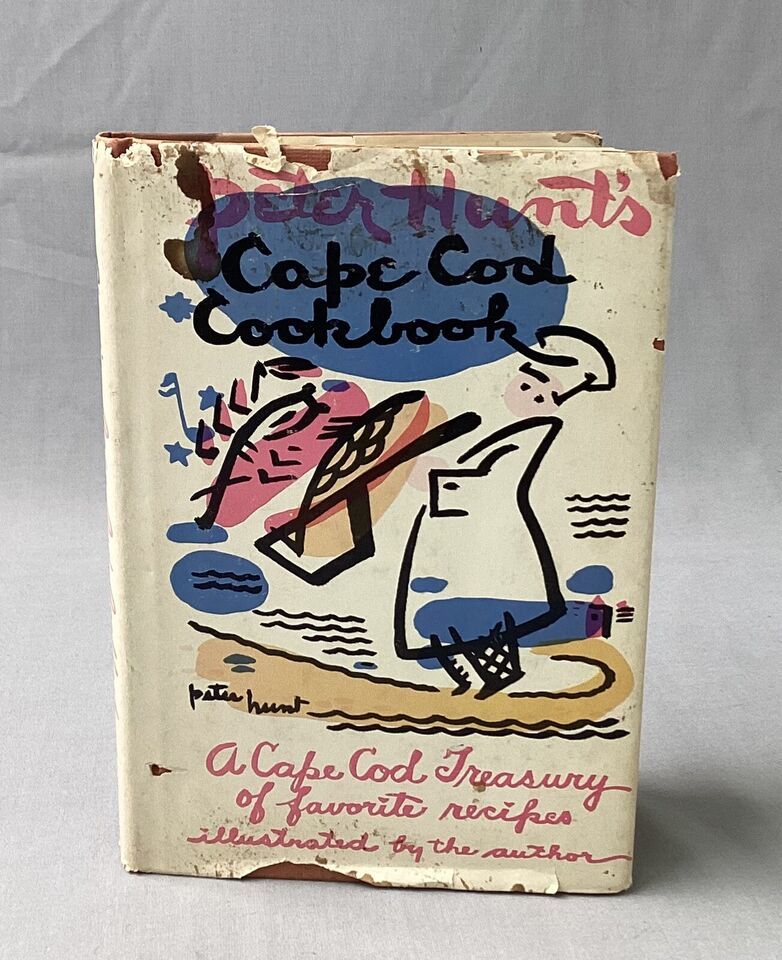 Peter Hunt's
Cape Cod
Cookbook
peter hunt
A Cape Cod Treasury
of favorite recipes
illustrated by the author